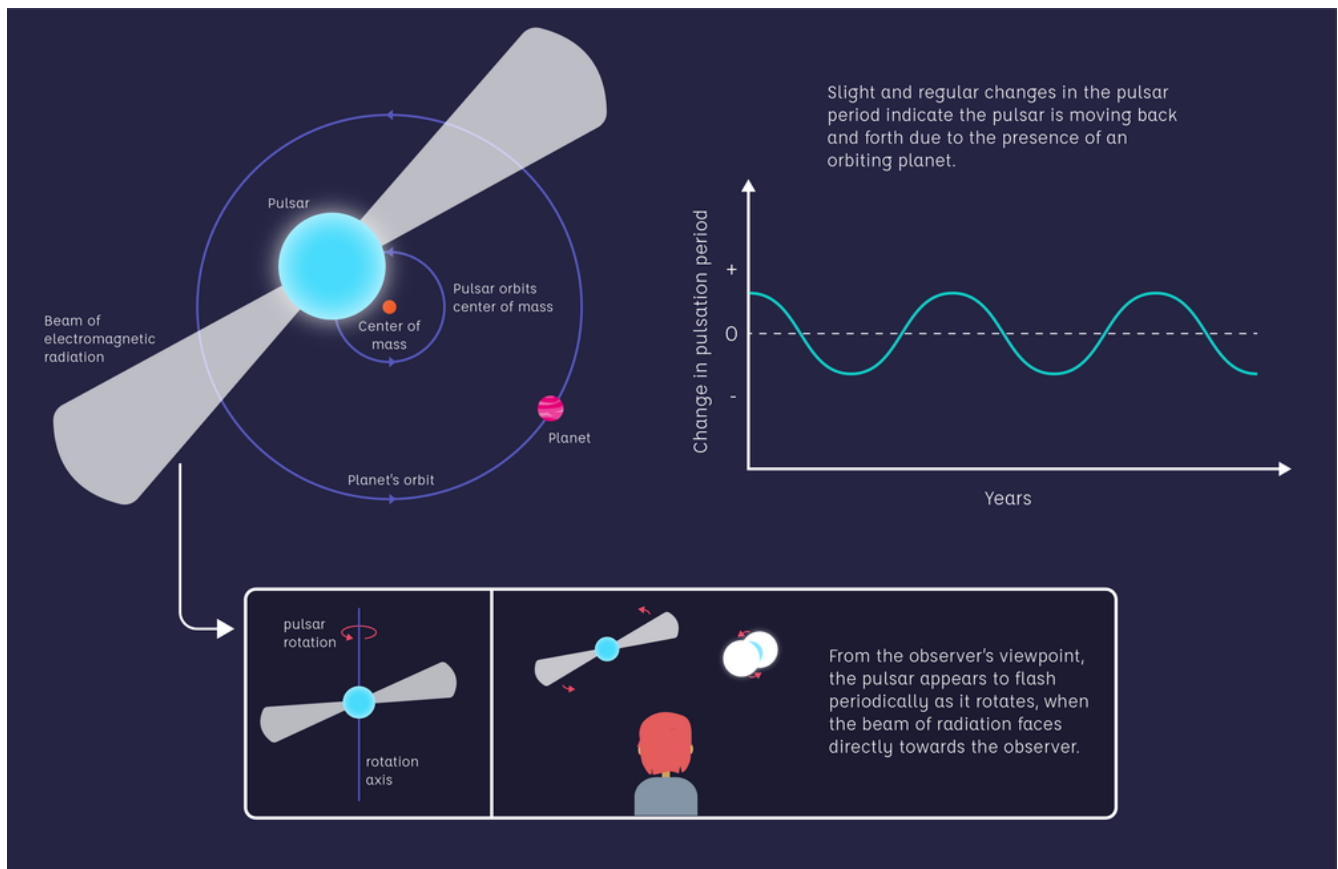 Slight and regular changes in the pulsar
period indicate the pulsar is moving back
and forth due to the presence of an
orbiting planet.
Pulsar
Pulsar orbits
center of mass
Center of
mass
Beam of
electromagnetic
radiation
Planet
Planet's orbit
Change in pulsation period
+
0
-
Years
pulsar
rotation
rotation
axis
From the observer's viewpoint,
the pulsar appears to flash
periodically as it rotates, when
the beam of radiation faces
directly towards the observer.